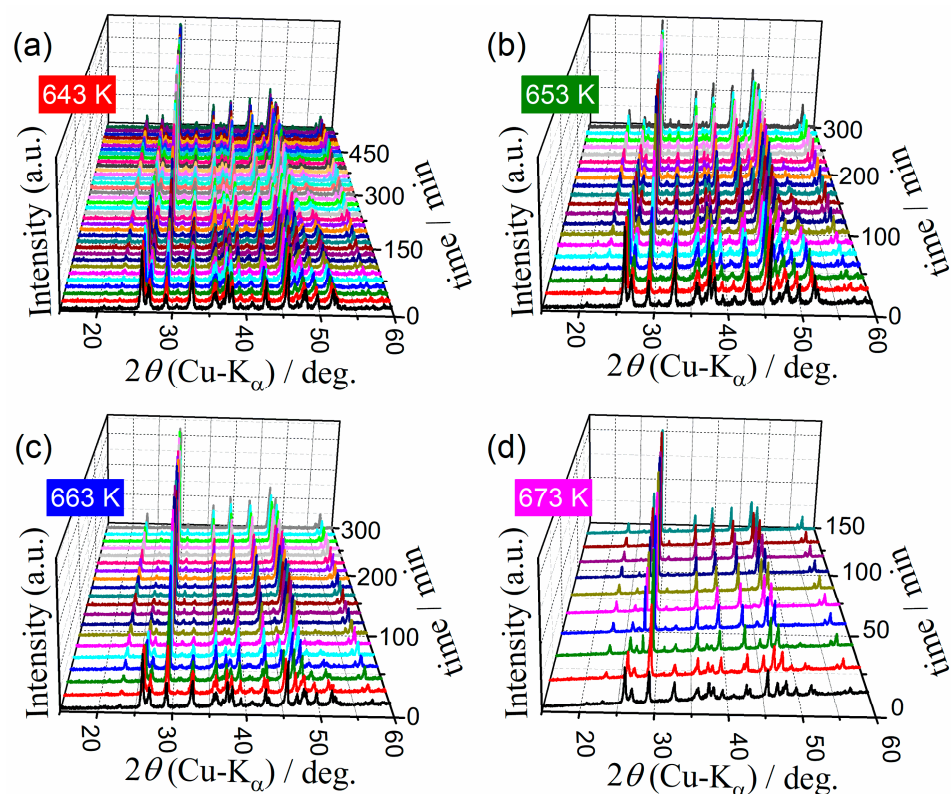 (a)
643 K
Intensity (a.u.)
450
300
150
0
time / min
20
30
40
50
60
2θ (Cu-Kα) / deg.
(b)
653 K
Intensity (a.u.)
300
200
100
0
time / min
20
30
40
50
60
2θ (Cu-Kα) / deg.
(c)
663 K
Intensity (a.u.)
300
200
100
0
time / min
20
30
40
50
60
2θ (Cu-Kα) / deg.
(d)
673 K
Intensity (a.u.)
150
100
50
0
time / min
20
30
40
50
60
2θ (Cu-Kα) / deg.